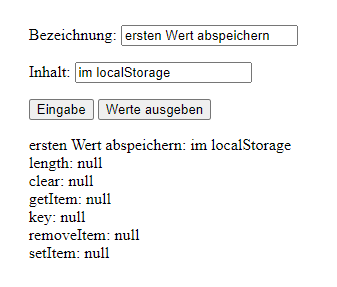 Bezeichnung: ersten Wert abspeichern
Inhalt: im localStorage
Eingabe Werte ausgeben
ersten Wert abspeichern: im localStorage
length: null
clear: null
getItem: null
key: null
removeItem: null
setItem: null